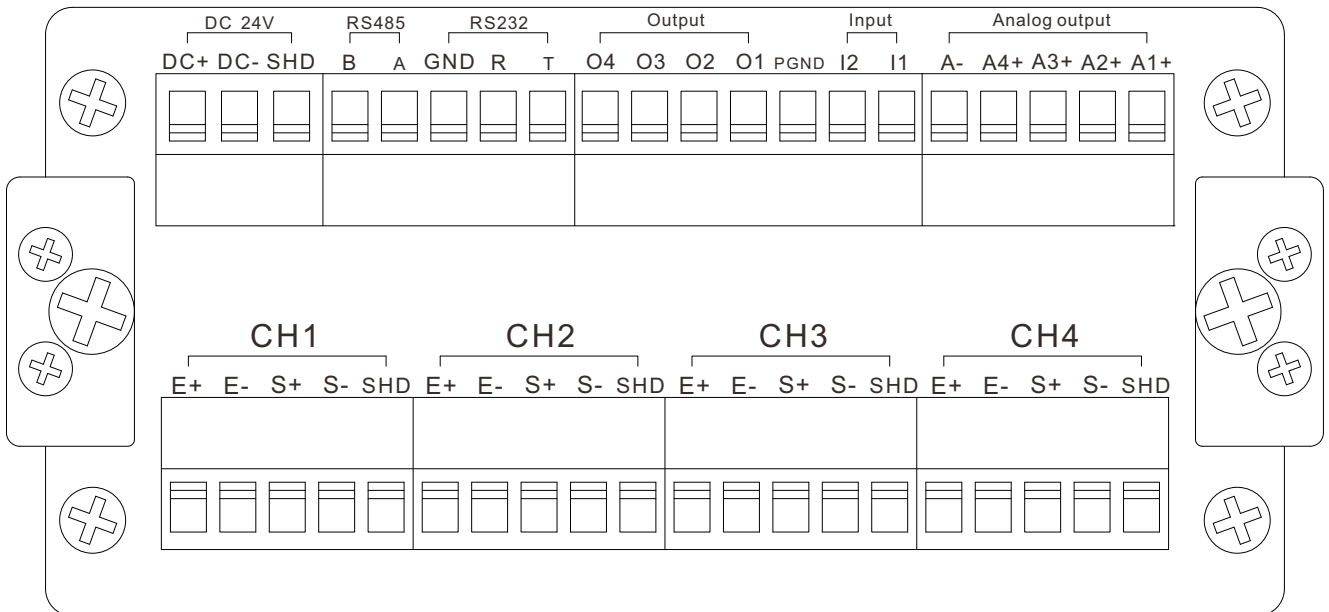 DC 24V RS485 RS232 Output Input Analog output
DC+ DC- SHD B A GND R T O4 O3 O2 O1 PGND I2 I1 A- A4+ A3+ A2+ A1+
CH1 CH2 CH3 CH4
E+ E- S+ S- SHD E+ E- S+ S- SHD E+ E- S+ S- SHD E+ E- S+ S- SHD